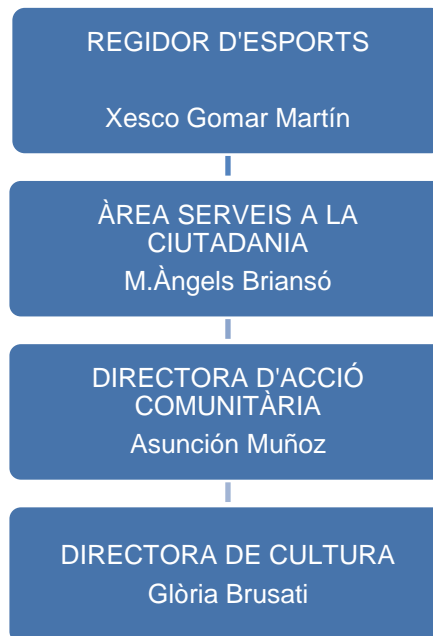 REGIDOR D'ESPORTS
Xesco Gomar Martín
ÀREA SERVEIS A LA
CIUTADANIA
M.Àngels Briansó
DIRECTORA D'ACCIÓ
COMUNITÀRIA
Asunción Muñoz
DIRECTORA DE CULTURA
Glòria Brusati